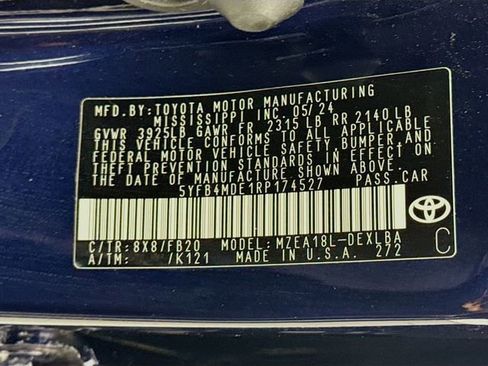 MFD.BY: TOYOTA MOTOR MANUFACTURING
MISSISSIPPI INC. 05/24
GVWR 3925LB GAWR FR 2315 LB RR 2140 LB
THIS VEHICLE CONFORMS TO ALL APPLICABLE
FEDERAL MOTOR VEHICLE SAFETY, BUMPER, AND
THEFT PREVENTION STANDARDS IN EFFECT
ON THE DATE OF MANUFACTURE SHOWN ABOVE.
5YFB4MDE1RP174527 PASS.CAR
C/TR: 8X8/FB20 MODEL: MZEA18L-DEXLBA
A/TM: /K121 MADE IN U.S.A. 272
C